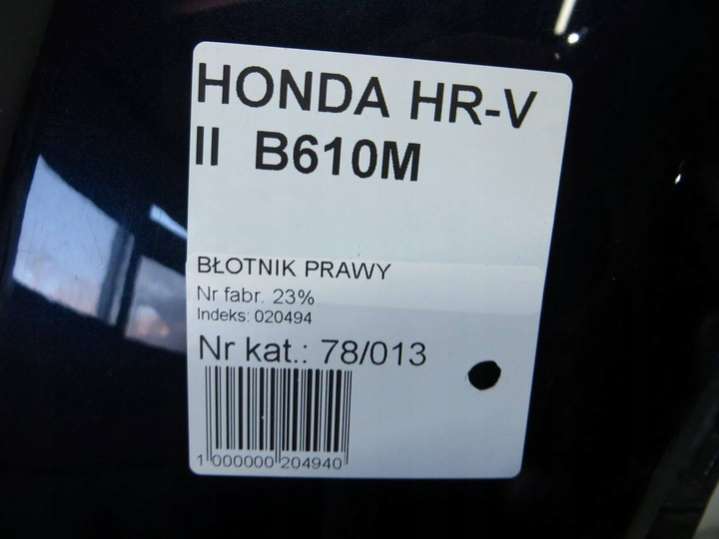 HONDA HR-V
II B610M
BŁOTNIK PRAWY
Nr fabr. 23%
Indeks: 020494
Nr kat.: 78/013
1 000000 204940